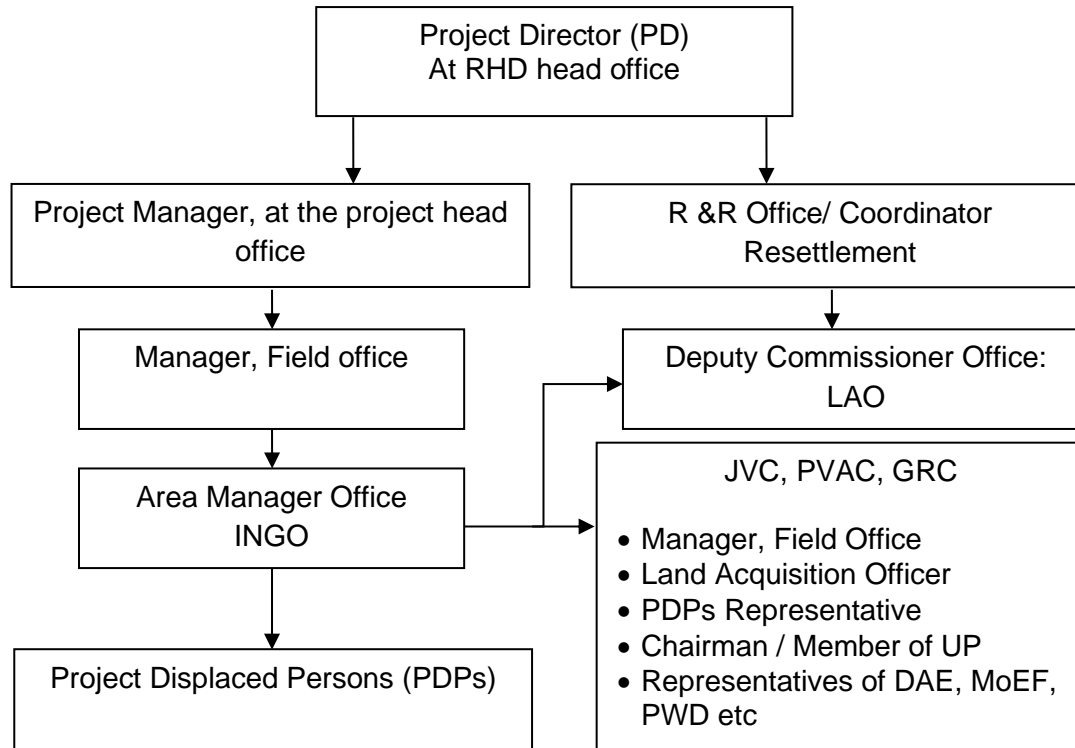 Project Director (PD)
At RHD head office
Project Manager, at the project head
office
R &R Office/ Coordinator
Resettlement
Manager, Field office
Deputy Commissioner Office:
LAO
Area Manager Office
INGO
JVC, PVAC, GRC
• Manager, Field Office
• Land Acquisition Officer
• PDPs Representative
• Chairman / Member of UP
• Representatives of DAE, MoEF,
PWD etc
Project Displaced Persons (PDPs)